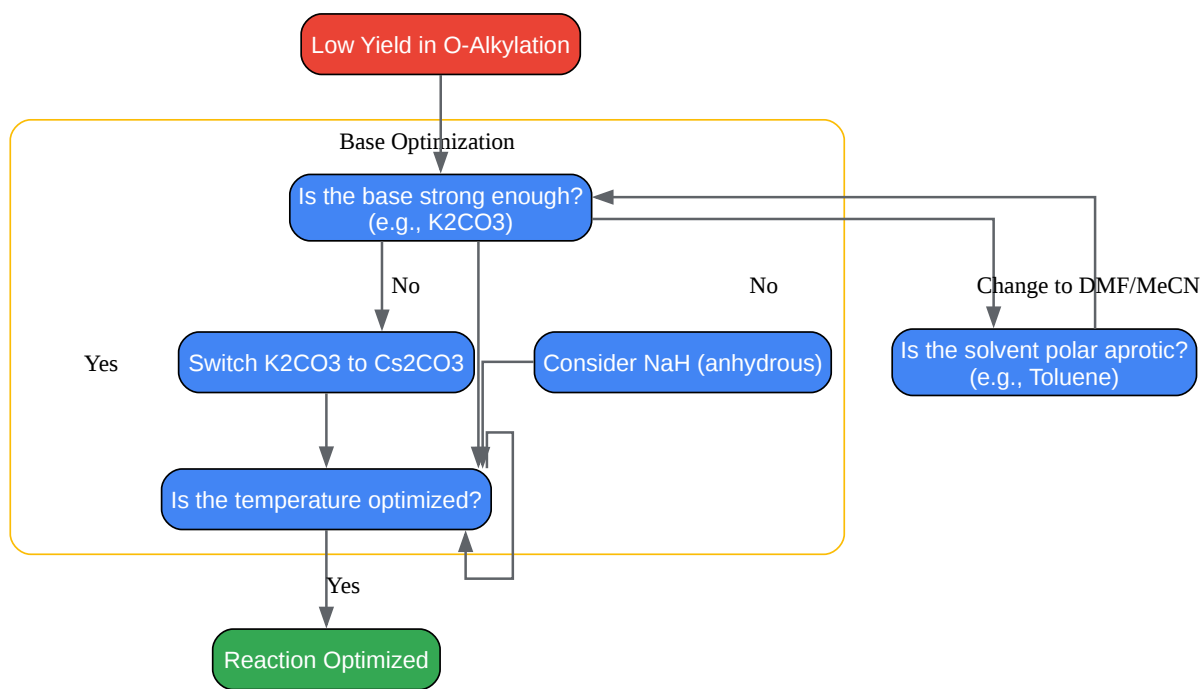 Low Yield in O-Alkylation
Base Optimization
Is the base strong enough?
(e.g., K2CO3)
No
No
Change to DMF/MeCN
Yes
Switch K2CO3 to Cs2CO3
Consider NaH (anhydrous)
Is the solvent polar aprotic?
(e.g., Toluene)
Is the temperature optimized?
Yes
Reaction Optimized